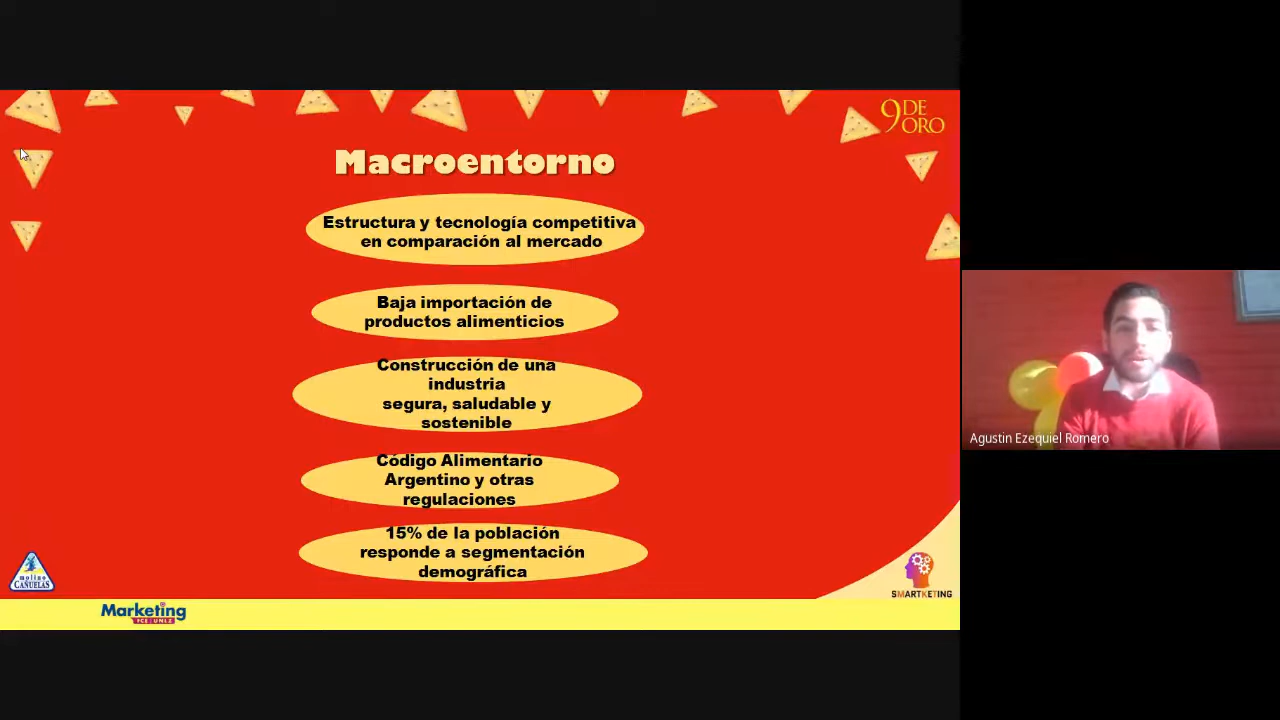 9 DE
ORO
Macroentorno
Estructura y tecnología competitiva
en comparación al mercado
Baja importación de
productos alimenticios
Construcción de una
industria
segura, saludable y
sostenible
Código Alimentario
Argentino y otras
regulaciones
15% de la población
responde a segmentación
demográfica
Agustin Ezequiel Romero
molino
CAÑUELAS
SMARTKETING
Marketing
FCE | UNLZ